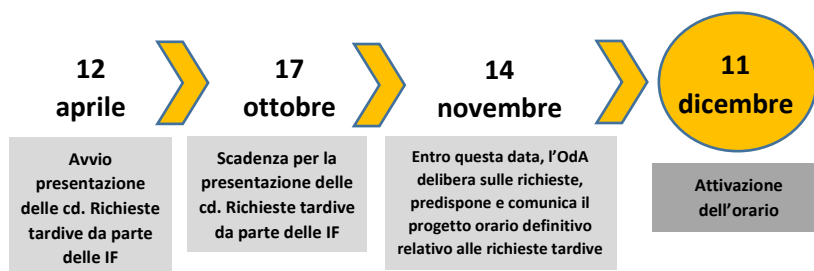 12
aprile
17
ottobre
14
novembre
11
dicembre
Avvio
presentazione
delle cd. Richieste
tardive da parte
delle IF
Scadenza per la
presentazione delle
cd. Richieste tardive
da parte delle IF
Entro questa data, l'OdA
delibera sulle richieste,
predispone e comunica il
progetto orario definitivo
relativo alle richieste tardive
Attivazione
dell'orario